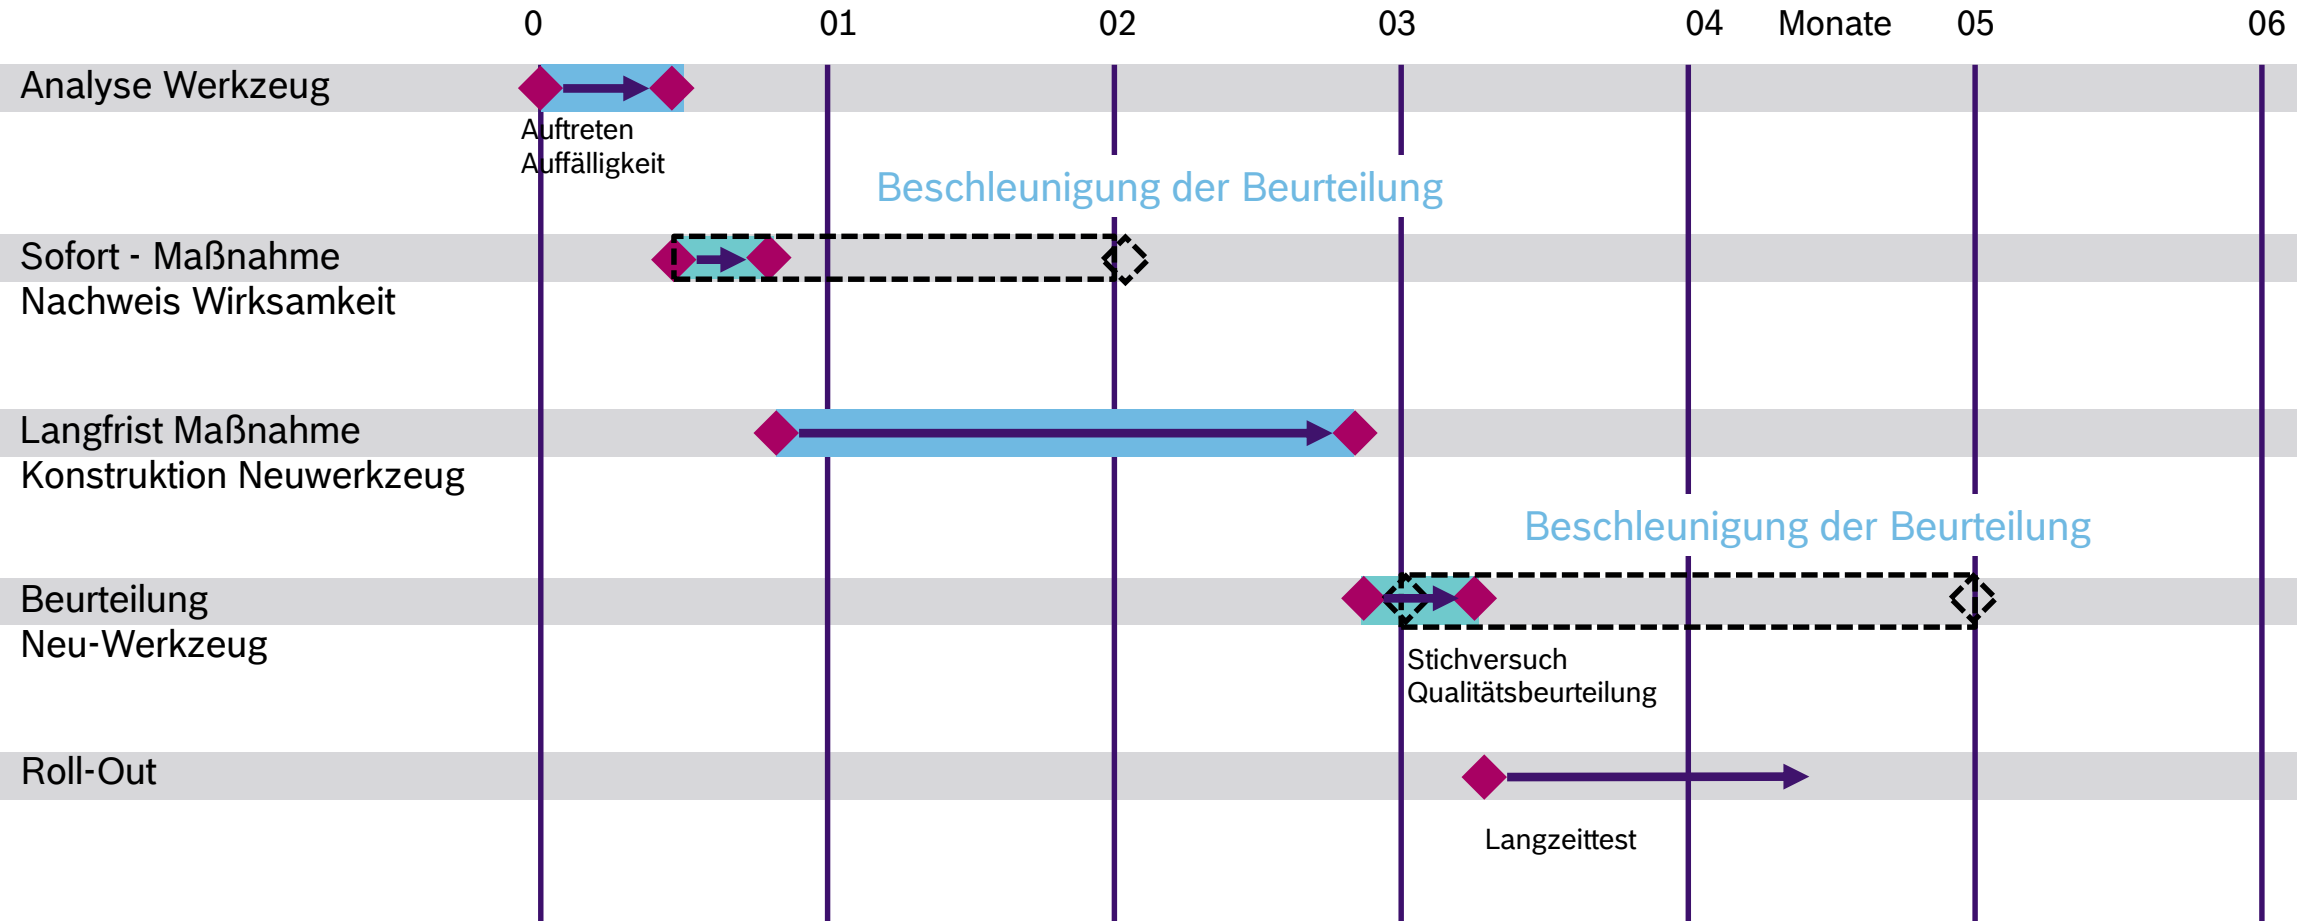 0 01 02 03 04 Monate 05 06
Analyse Werkzeug
Auftreten
Auffälligkeit
Beschleunigung der Beurteilung
Sofort - Maßnahme
Nachweis Wirksamkeit
Langfrist Maßnahme
Konstruktion Neuwerkzeug
Beschleunigung der Beurteilung
Beurteilung
Neu-Werkzeug
Stichversuch
Qualitätsbeurteilung
Roll-Out
Langzeittest